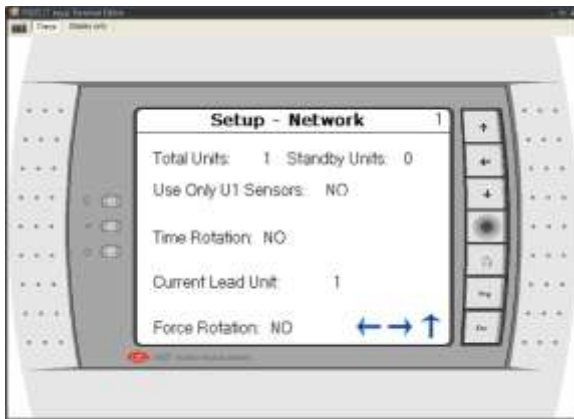 Setup - Network 1
Total Units: 1 Standby Units: 0
Use Only U1 Sensors: NO
Time Rotation: NO
Current Lead Unit: 1
Force Rotation: NO
Esc